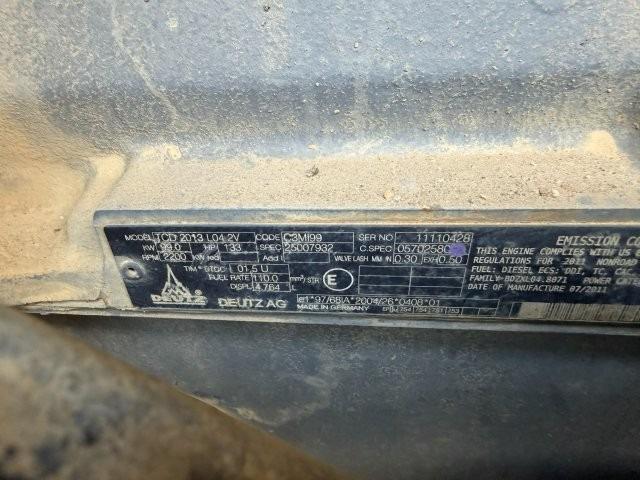 MODEL TCD 2013 L04 2V CODE C3MI99 SER NO 11110428
KW 99.0 HP 133 SPEC 25007932 C.SPEC 05702580
RPM 2200 KW red Add I VALVE LASH MM IN 0.30 EXH 0.50
TIM - STOC L 01.5 U
FUEL RATE 110.0 mm³/STR E
DISPL 4.764 L
DEUTZ DEUTZ AG e1*97/68IA*2004/26*0408*01
MADE IN GERMANY
EMISSION CO
THIS ENGINE COMPLIES WITH US
REGULATIONS FOR 2011 NONROAD
FUEL: DIESEL ECS: DDI, TC, CAC,
FAMILY-BDZXL04.8071 POWER CATEG
DATE OF MANUFACTURE 07/2011